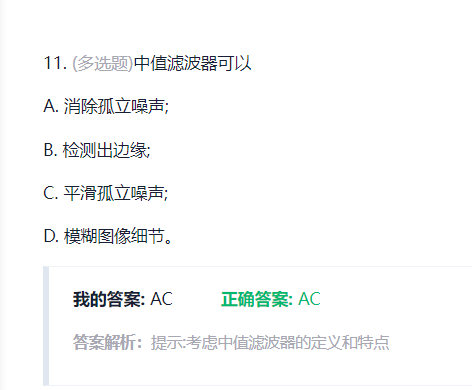 11. (多选题)中值滤波器可以
A. 消除孤立噪声;
B. 检测出边缘;
C. 平滑孤立噪声;
D. 模糊图像细节。
我的答案: AC 正确答案: AC
答案解析：提示:考虑中值滤波器的定义和特点